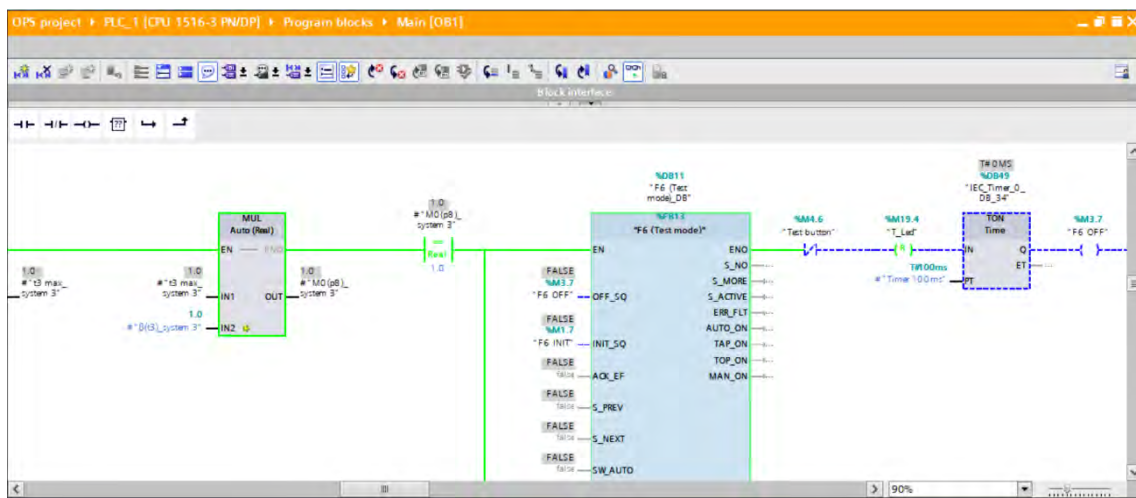 OPS project ▸ PLC_1 [CPU 1516-3 PN/DP] ▸ Program blocks ▸ Main [OB1]
Block interface
??
1.0
#"t3 max_
system 3"
MUL
Auto (Real)
EN
ENO
1.0
#"t3 max_
system 3"
IN1
1.0
#"β(t3)_system 3"
IN2
OUT
1.0
#"M0(p8)_
system 3"
1.0
#"M0(p8)_
system 3"
==
Real
1.0
%DB11
"F6 (Test
mode)_DB"
%FB13
"F6 (Test mode)"
EN
FALSE
%M3.7
"F6 OFF"
OFF_SQ
FALSE
%M1.7
"F6 INIT"
INIT_SQ
FALSE
false
ACK_EF
FALSE
false
S_PREV
FALSE
false
S_NEXT
FALSE
false
SW_AUTO
ENO
S_NO
S_MORE
S_ACTIVE
ERR_FLT
AUTO_ON
TAP_ON
TOP_ON
MAN_ON
%M4.6
"Test button"
%M19.4
"T_Led"
R
T#0MS
%DB49
"IEC_Timer_0_
DB_34"
TON
Time
IN
T#100ms
#"Timer 100 ms"
PT
Q
ET
%M3.7
"F6 OFF"
90%